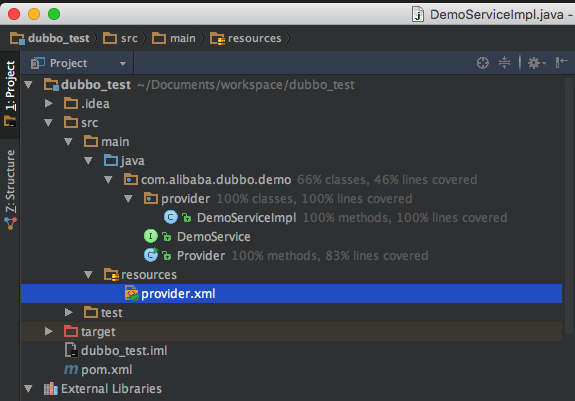 DemoServiceImpl.java –
dubbo_test src main resources
Project
1: Project
Z: Structure
dubbo_test ~/Documents/workspace/dubbo_test
.idea
src
main
java
com.alibaba.dubbo.demo 66% classes, 46% lines covered
provider 100% classes, 100% lines covered
DemoServiceImpl 100% methods, 100% lines covered
DemoService
Provider 100% methods, 83% lines covered
resources
provider.xml
test
target
dubbo_test.iml
pom.xml
External Libraries